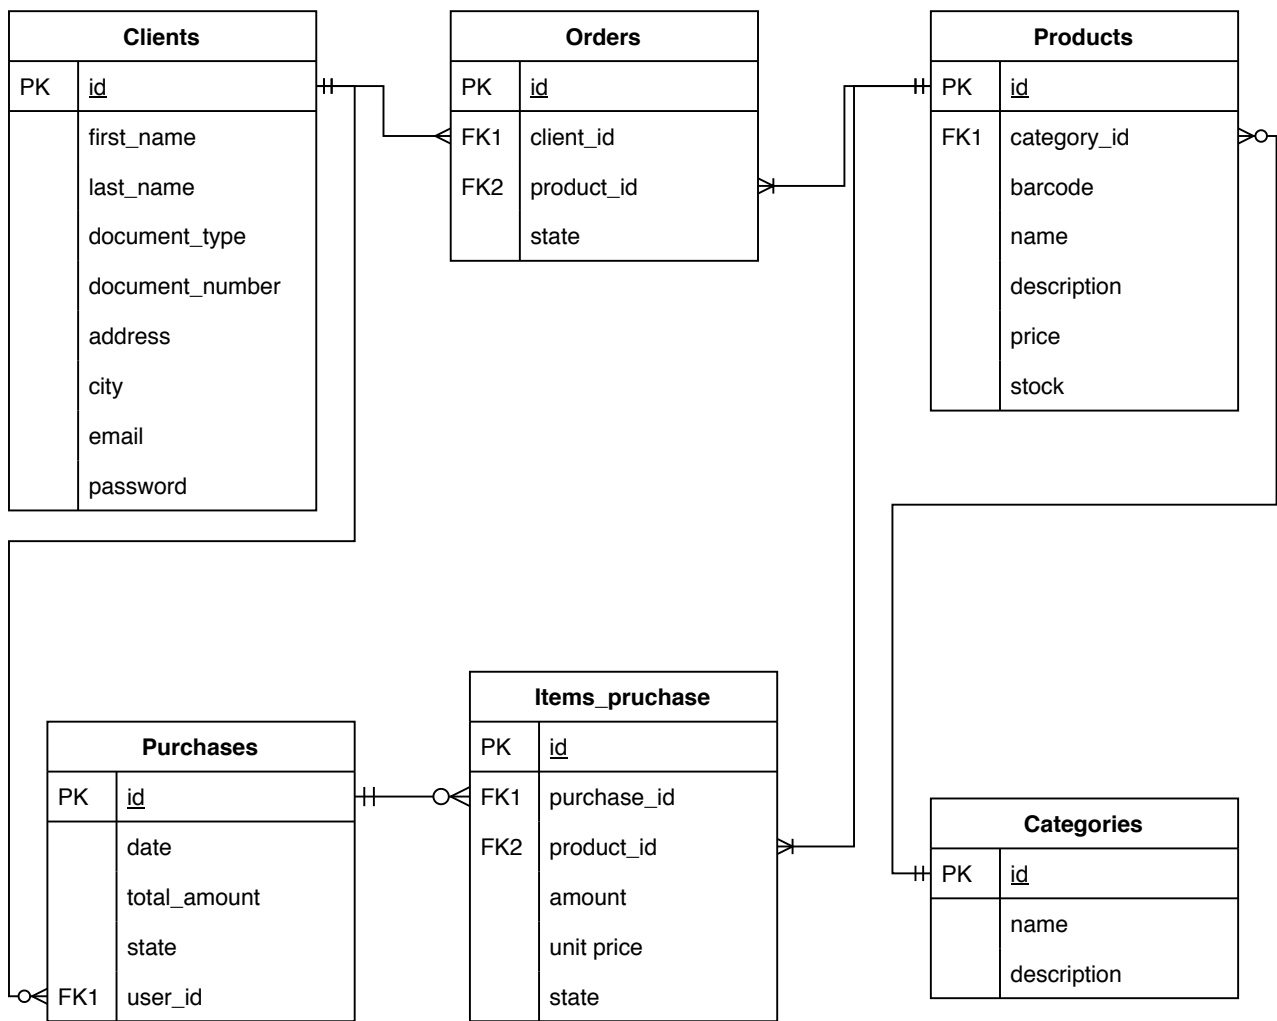 Clients
PK id
first_name
last_name
document_type
document_number
address
city
email
password
Orders
PK id
FK1 client_id
FK2 product_id
state
Products
PK id
FK1 category_id
barcode
name
description
price
stock
Purchases
PK id
date
total_amount
state
FK1 user_id
Items_pruchase
PK id
FK1 purchase_id
FK2 product_id
amount
unit price
state
Categories
PK id
name
description